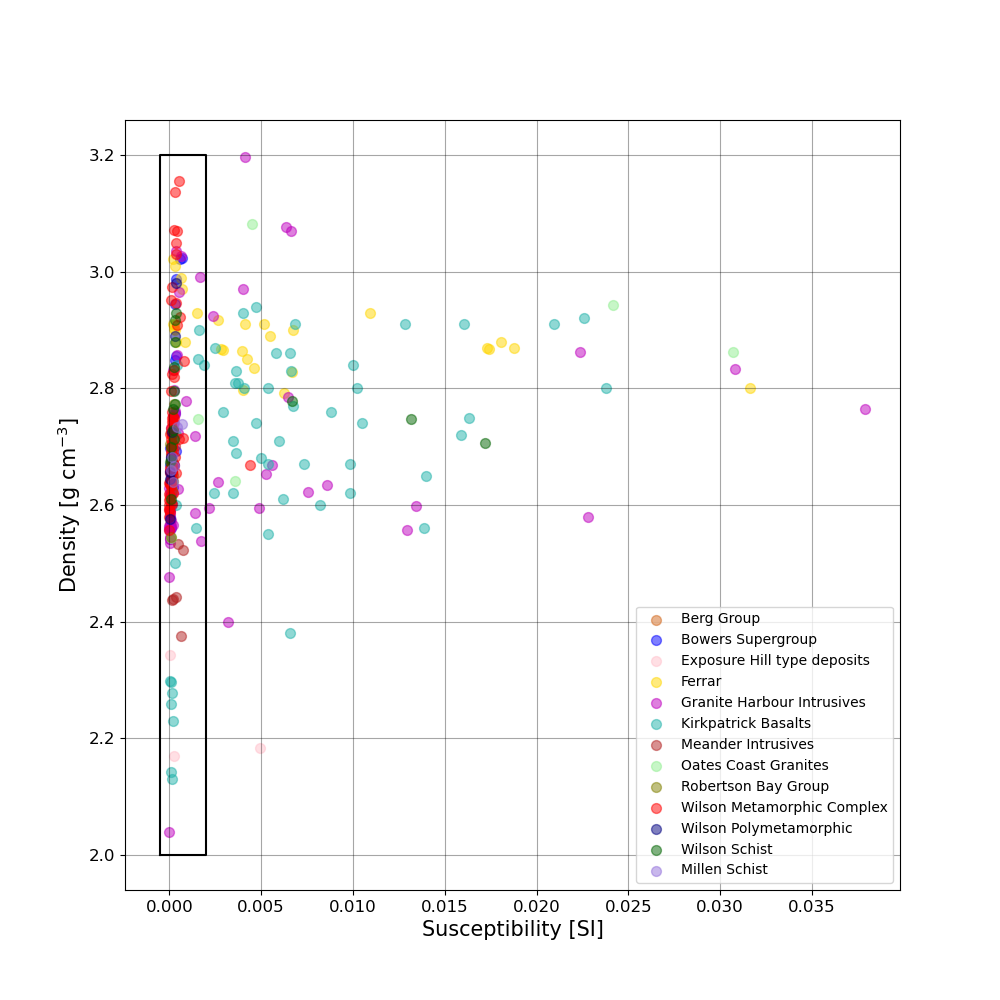 3.2
3.0
2.8
2.6
2.4
2.2
2.0
Density [g cm⁻³]
0.000 0.005 0.010 0.015 0.020 0.025 0.030 0.035
Susceptibility [SI]
Berg Group
Bowers Supergroup
Exposure Hill type deposits
Ferrar
Granite Harbour Intrusives
Kirkpatrick Basalts
Meander Intrusives
Oates Coast Granites
Robertson Bay Group
Wilson Metamorphic Complex
Wilson Polymetamorphic
Wilson Schist
Millen Schist